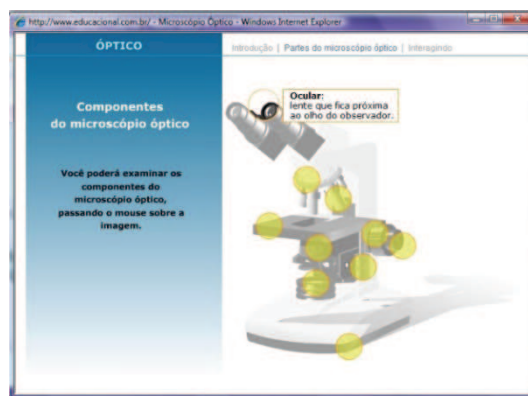 http://www.educacional.com.br/ - Microscópio Óptico - Windows Internet Explorer
ÓPTICO
Introdução | Partes do microscópio óptico | Interagindo
Componentes
do microscópio óptico
Você poderá examinar os
componentes do
microscópio óptico,
passando o mouse sobre a
imagem.
Ocular:
lente que fica próxima
ao olho do observador.